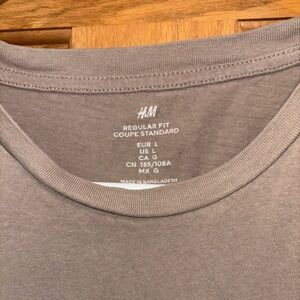 H&M
REGULAR FIT
COUPE STANDARD
EUR L
US L
CA G
CN 185/108A
MX G
MADE IN BANGLADESH